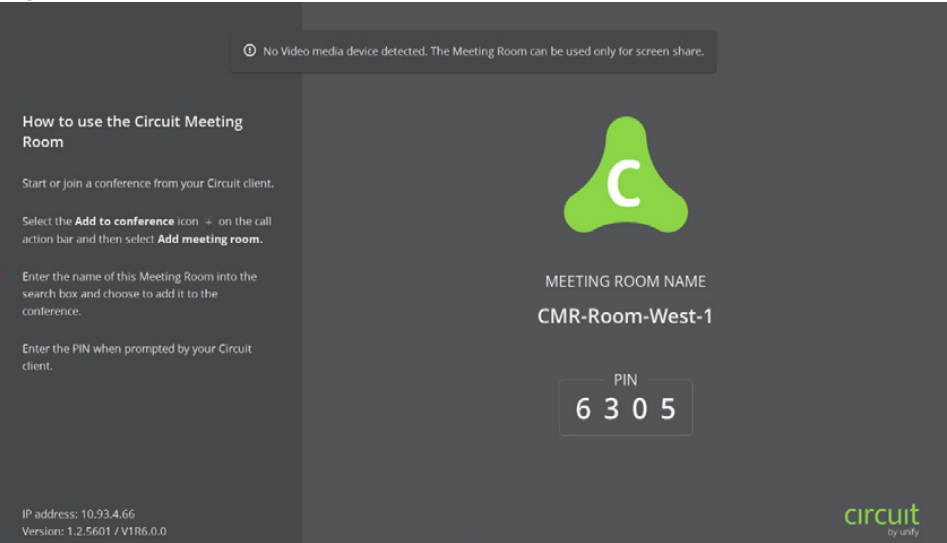 No Video media device detected. The Meeting Room can be used only for screen share.
How to use the Circuit Meeting
Room
Start or join a conference from your Circuit client.
Select the Add to conference icon + on the call
action bar and then select Add meeting room.
Enter the name of this Meeting Room into the
search box and choose to add it to the
conference.
Enter the PIN when prompted by your Circuit
client.
IP address: 10.93.4.66
Version: 1.2.5601 / V1R6.0.0
C
MEETING ROOM NAME
CMR-Room-West-1
PIN
6 3 0 5
circuit
by unify